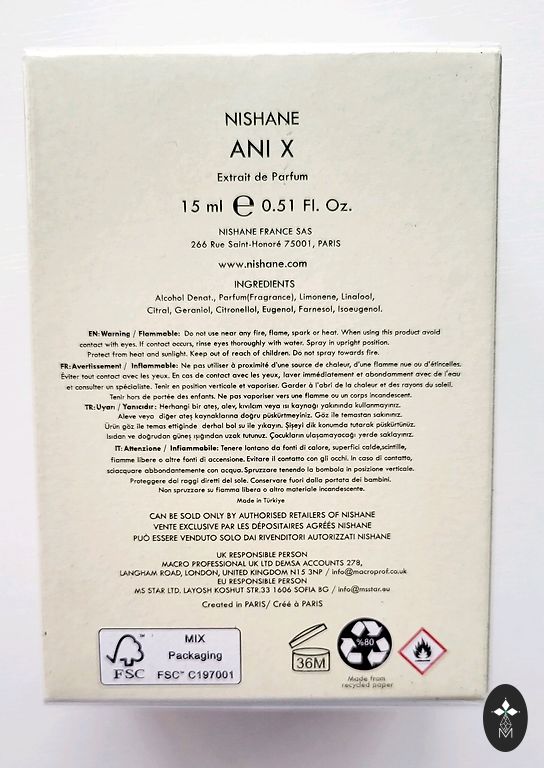 NISHANE
ANI X
Extrait de Parfum
15 ml ℮ 0.51 Fl. Oz.
NISHANE FRANCE SAS
266 Rue Saint-Honoré 75001, PARIS
www.nishane.com
INGREDIENTS
Alcohol Denat., Parfum(Fragrance), Limonene, Linalool,
Citral, Geraniol, Citronellol, Eugenol, Farnesol, Isoeugenol.
EN:Warning / Flammable: Do not use near any fire, flame, spark or heat. When using this product avoid
contact with eyes. If contact occurs, rinse eyes thoroughly with water. Spray in upright position.
Protect from heat and sunlight. Keep out of reach of children. Do not spray towards fire.
FR:Avertissement / Inflammable: Ne pas utiliser à proximité d'une source de chaleur, d'une flamme nue ou d'étincelles.
Éviter tout contact avec les yeux. En cas de contact avec les yeux, laver immédiatement et abondamment avec de l'eau
et consulter un spécialiste. Tenir en position verticale et vaporiser. Garder à l'abri de la chaleur et des rayons du soleil.
Tenir hors de portée des enfants. Ne pas vaporiser vers une flamme ou un corps incandescent.
TR:Uyarı / Yanıcıdır: Herhangi bir ateş, alev, kıvılcım veya ısı kaynağı yakınında kullanmayınız.
Aleve veya diğer ateş kaynaklarına doğru püskürtmeyiniz. Göz ile temastan sakınınız.
Ürün göz ile temas ettiginde derhal bol su ile yıkayın. Şişeyi dik konumda tutarak püskürtünüz.
Isıdan ve doğrudan güneş ışığından uzak tutunuz. Çocukların ulaşamayacağı yerde saklayınız.
IT: Attenzione / Infiammabile: Tenere lontano da fonti di calore, superfici calde,scintille,
fiamme libere o altre fonti di accensione. Evitare il contatto con gli occhi. In caso di contatto,
sciacquare abbondantemente con acqua. Spruzzare tenendo la bombola in posizione verticale.
Proteggere dai raggi diretti del sole. Conservare fuori dalla portata dei bambini.
Non spruzzare su fiamma libera o altro materiale incandescente.
Made in Türkiye
CAN BE SOLD ONLY BY AUTHORISED RETAILERS OF NISHANE
VENTE EXCLUSIVE PAR LES DÉPOSITAIRES AGRÉÉS NISHANE
PUÒ ESSERE VENDUTO SOLO DAI RIVENDITORI AUTORIZZATI NISHANE
UK RESPONSIBLE PERSON
MACRO PROFESSIONAL UK LTD DEMSA ACCOUNTS 278,
LANGHAM ROAD, LONDON, UNITED KINGDOM N15 3NP / info@macroprof.co.uk
EU RESPONSIBLE PERSON
MS STAR LTD. LAYOSH KOSHUT STR.33 1606 SOFIA BG / info@msstar.eu
Created in PARIS/ Créé à PARIS
MIX
Packaging
FSC™ FSC™ C197001
36M
%80
Made from
recycled paper
M